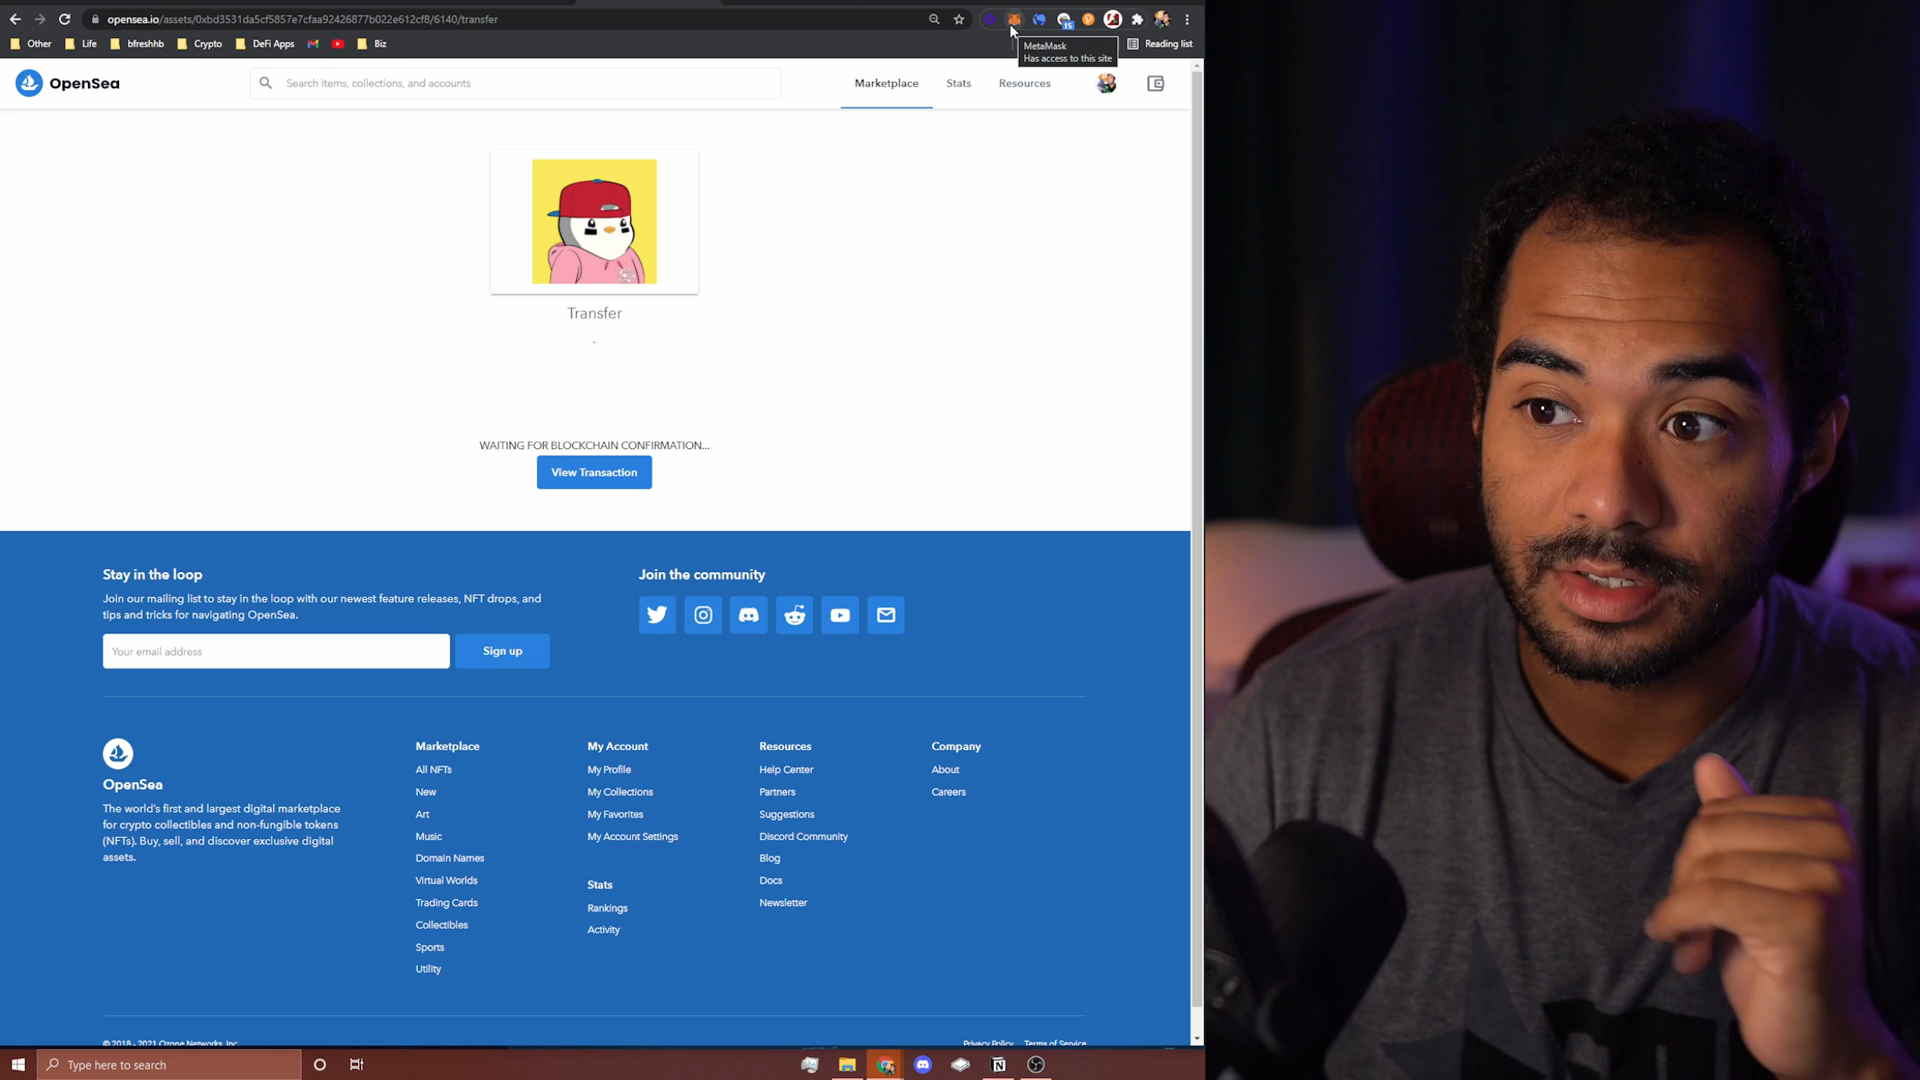 opensea.io/assets/0xbd3531da5cf5857e7cfaa92426877b022e612cf8/6140/transfer
15
Other
Life
bfreshhb
Crypto
DeFi Apps
Biz
MetaMask
Has access to this site
Reading list
OpenSea
Search items, collections, and accounts
Marketplace
Stats
Resources
Transfer
WAITING FOR BLOCKCHAIN CONFIRMATION...
View Transaction
Stay in the loop
Join our mailing list to stay in the loop with our newest feature releases, NFT drops, and
tips and tricks for navigating OpenSea.
Your email address
Sign up
Join the community
OpenSea
The world's first and largest digital marketplace
for crypto collectibles and non-fungible tokens
(NFTs). Buy, sell, and discover exclusive digital
assets.
Marketplace
All NFTs
New
Art
Music
Domain Names
Virtual Worlds
Trading Cards
Collectibles
Sports
Utility
My Account
My Profile
My Collections
My Favorites
My Account Settings
Stats
Rankings
Activity
Resources
Help Center
Partners
Suggestions
Discord Community
Blog
Docs
Newsletter
Company
About
Careers
© 2018 - 2021 Ozone Networks, Inc
Privacy Policy
Terms of Service
Type here to search